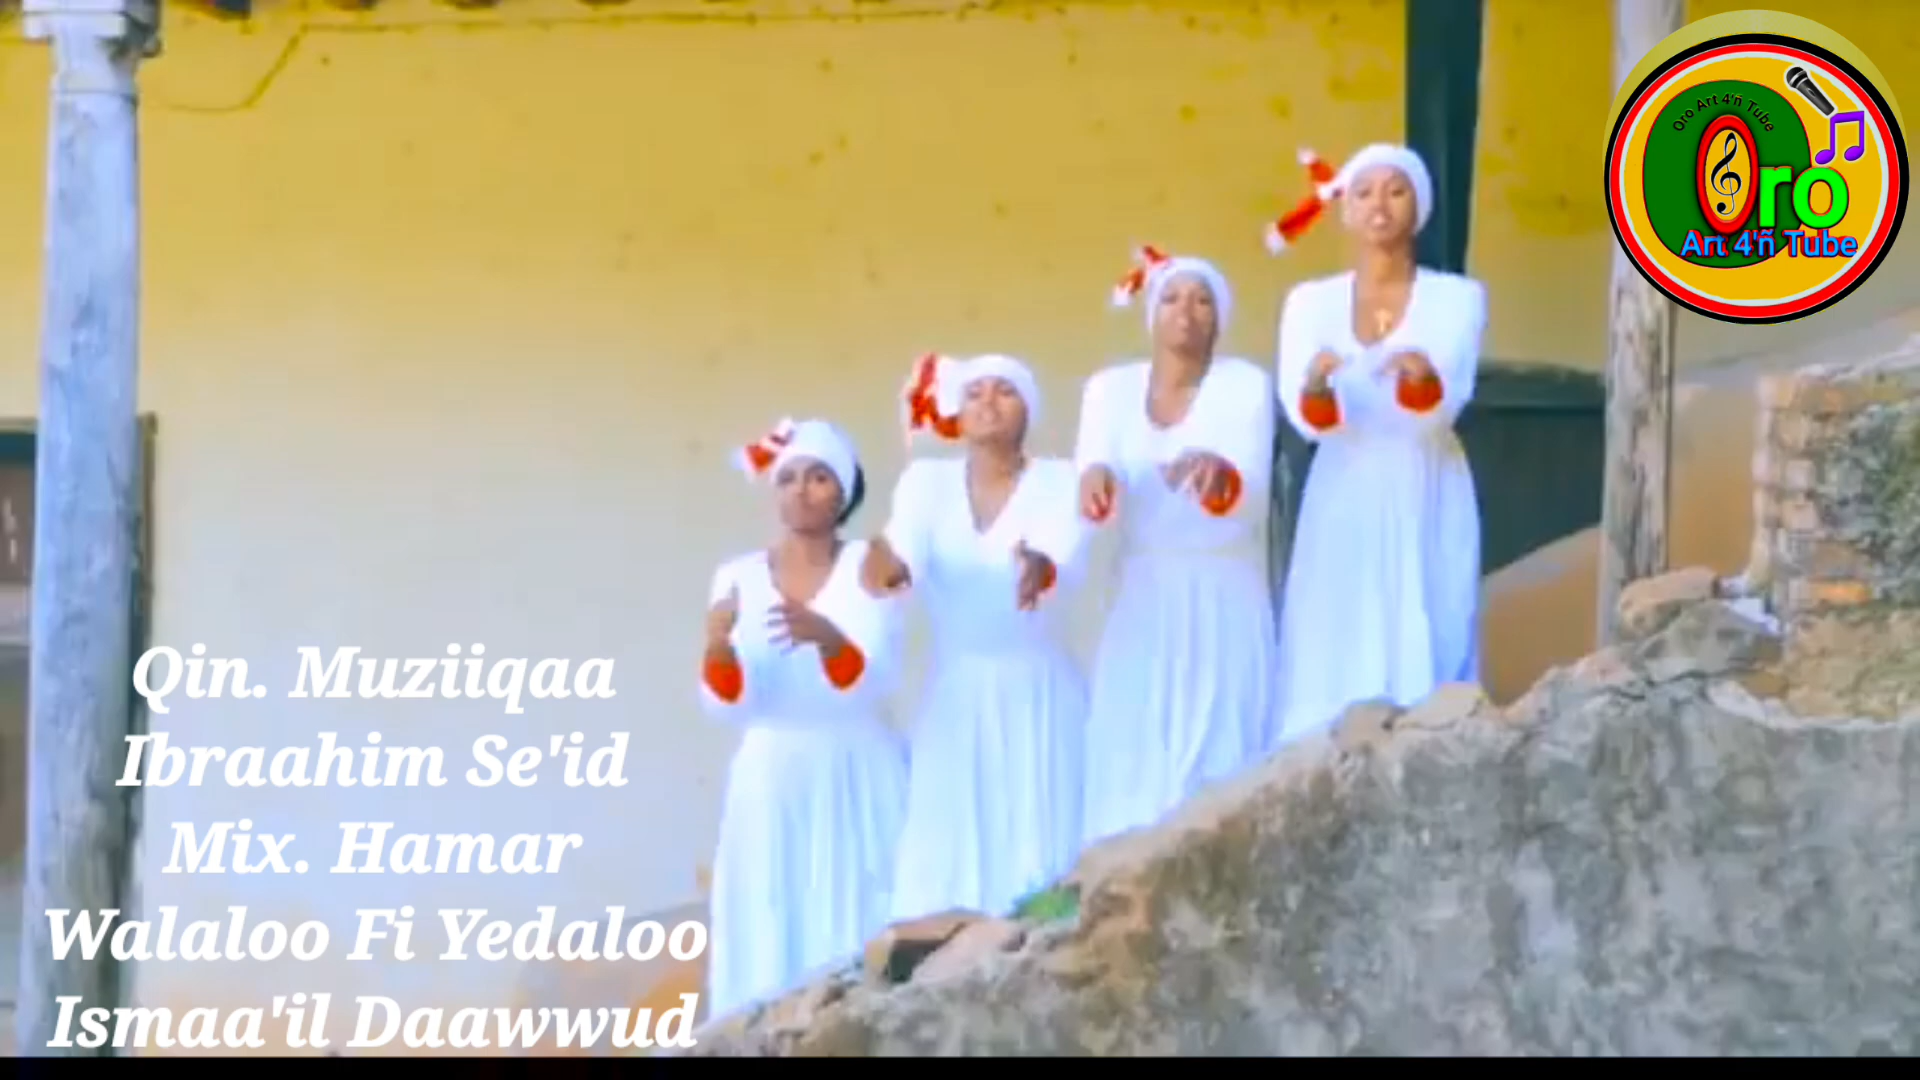 Oro Art 4'ñ Tube
Oro
Art 4'ñ Tube
Qin. Muziiqaa
Ibraahim Se'id
Mix. Hamar
Walaloo Fi Yedaloo
Ismaa'il Daawwud